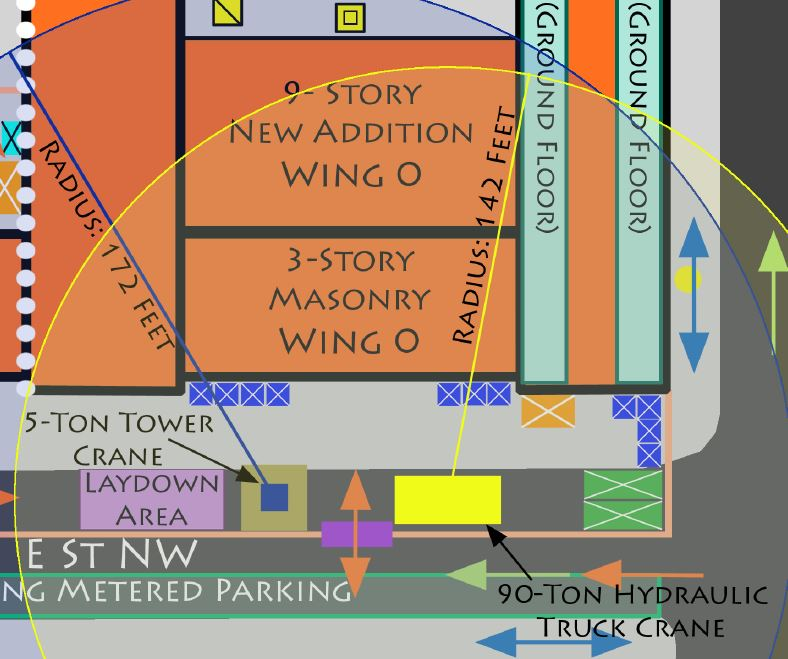 (Ground Floor)
(Ground Floor)
9- Story
New Addition
Wing O
Radius: 172 Feet
Radius: 142 Feet
3-Story
Masonry
Wing O
5-Ton Tower
Crane
Laydown
Area
E St NW
ng Metered Parking
90-Ton Hydraulic
Truck Crane